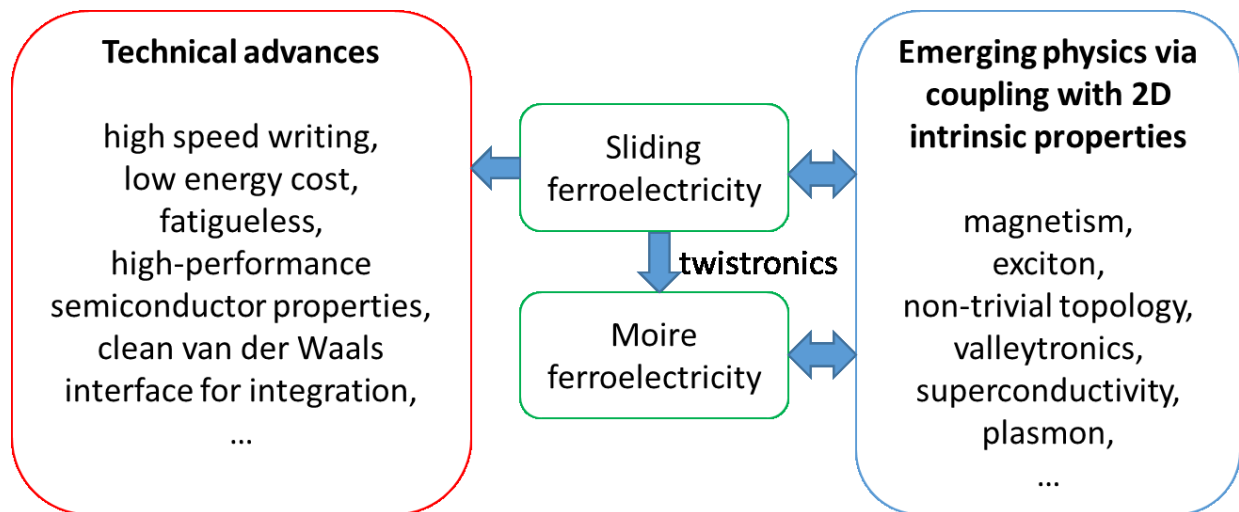 Technical advances
high speed writing,
low energy cost,
fatigueless,
high-performance
semiconductor properties,
clean van der Waals
interface for integration,
...
Sliding
ferroelectricity
twistronics
Moire
ferroelectricity
Emerging physics via
coupling with 2D
intrinsic properties
magnetism,
exciton,
non-trivial topology,
valleytronics,
superconductivity,
plasmon,
...